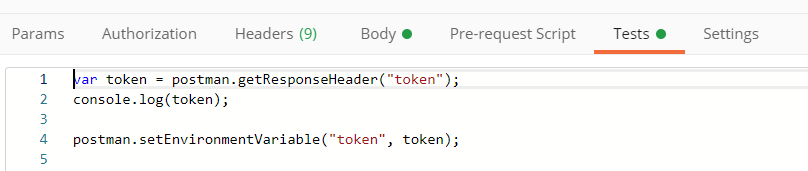 Params Authorization Headers (9) Body Pre-request Script Tests Settings
1 var token = postman.getResponseHeader("token");
2 console.log(token);
3
4 postman.setEnvironmentVariable("token", token);
5